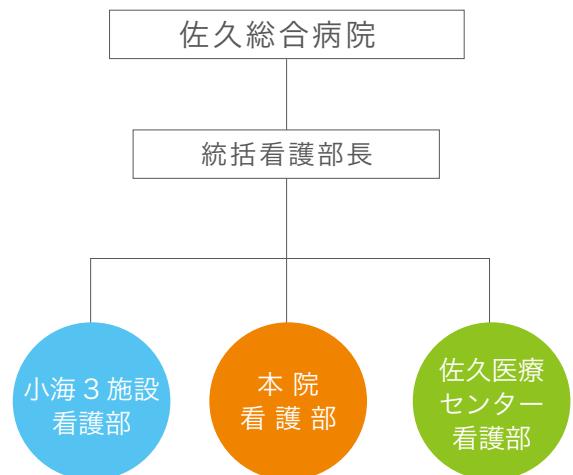 佐久総合病院
統括看護部長
小海3施設
看護部
本院
看護部
佐久医療
センター
看護部